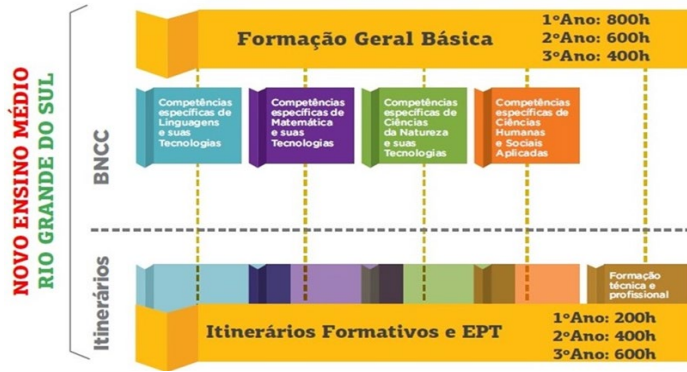 NOVO ENSINO MÉDIO
RIO GRANDE DO SUL
BNCC
Formação Geral Básica
1ºAno: 800h
2ºAno: 600h
3ºAno: 400h
Competências
específicas de
Linguagens
e suas
Tecnologias
Competências
específicas de
Matemática
e suas
Tecnologias
Competências
específicas de
Ciências
da Natureza
e suas
Tecnologias
Competências
específicas de
Ciências
Humanas
e Sociais
Aplicadas
Itinerários
Formação
técnica e
profissional
Itinerários Formativos e EPT
1ºAno: 200h
2ºAno: 400h
3ºAno: 600h